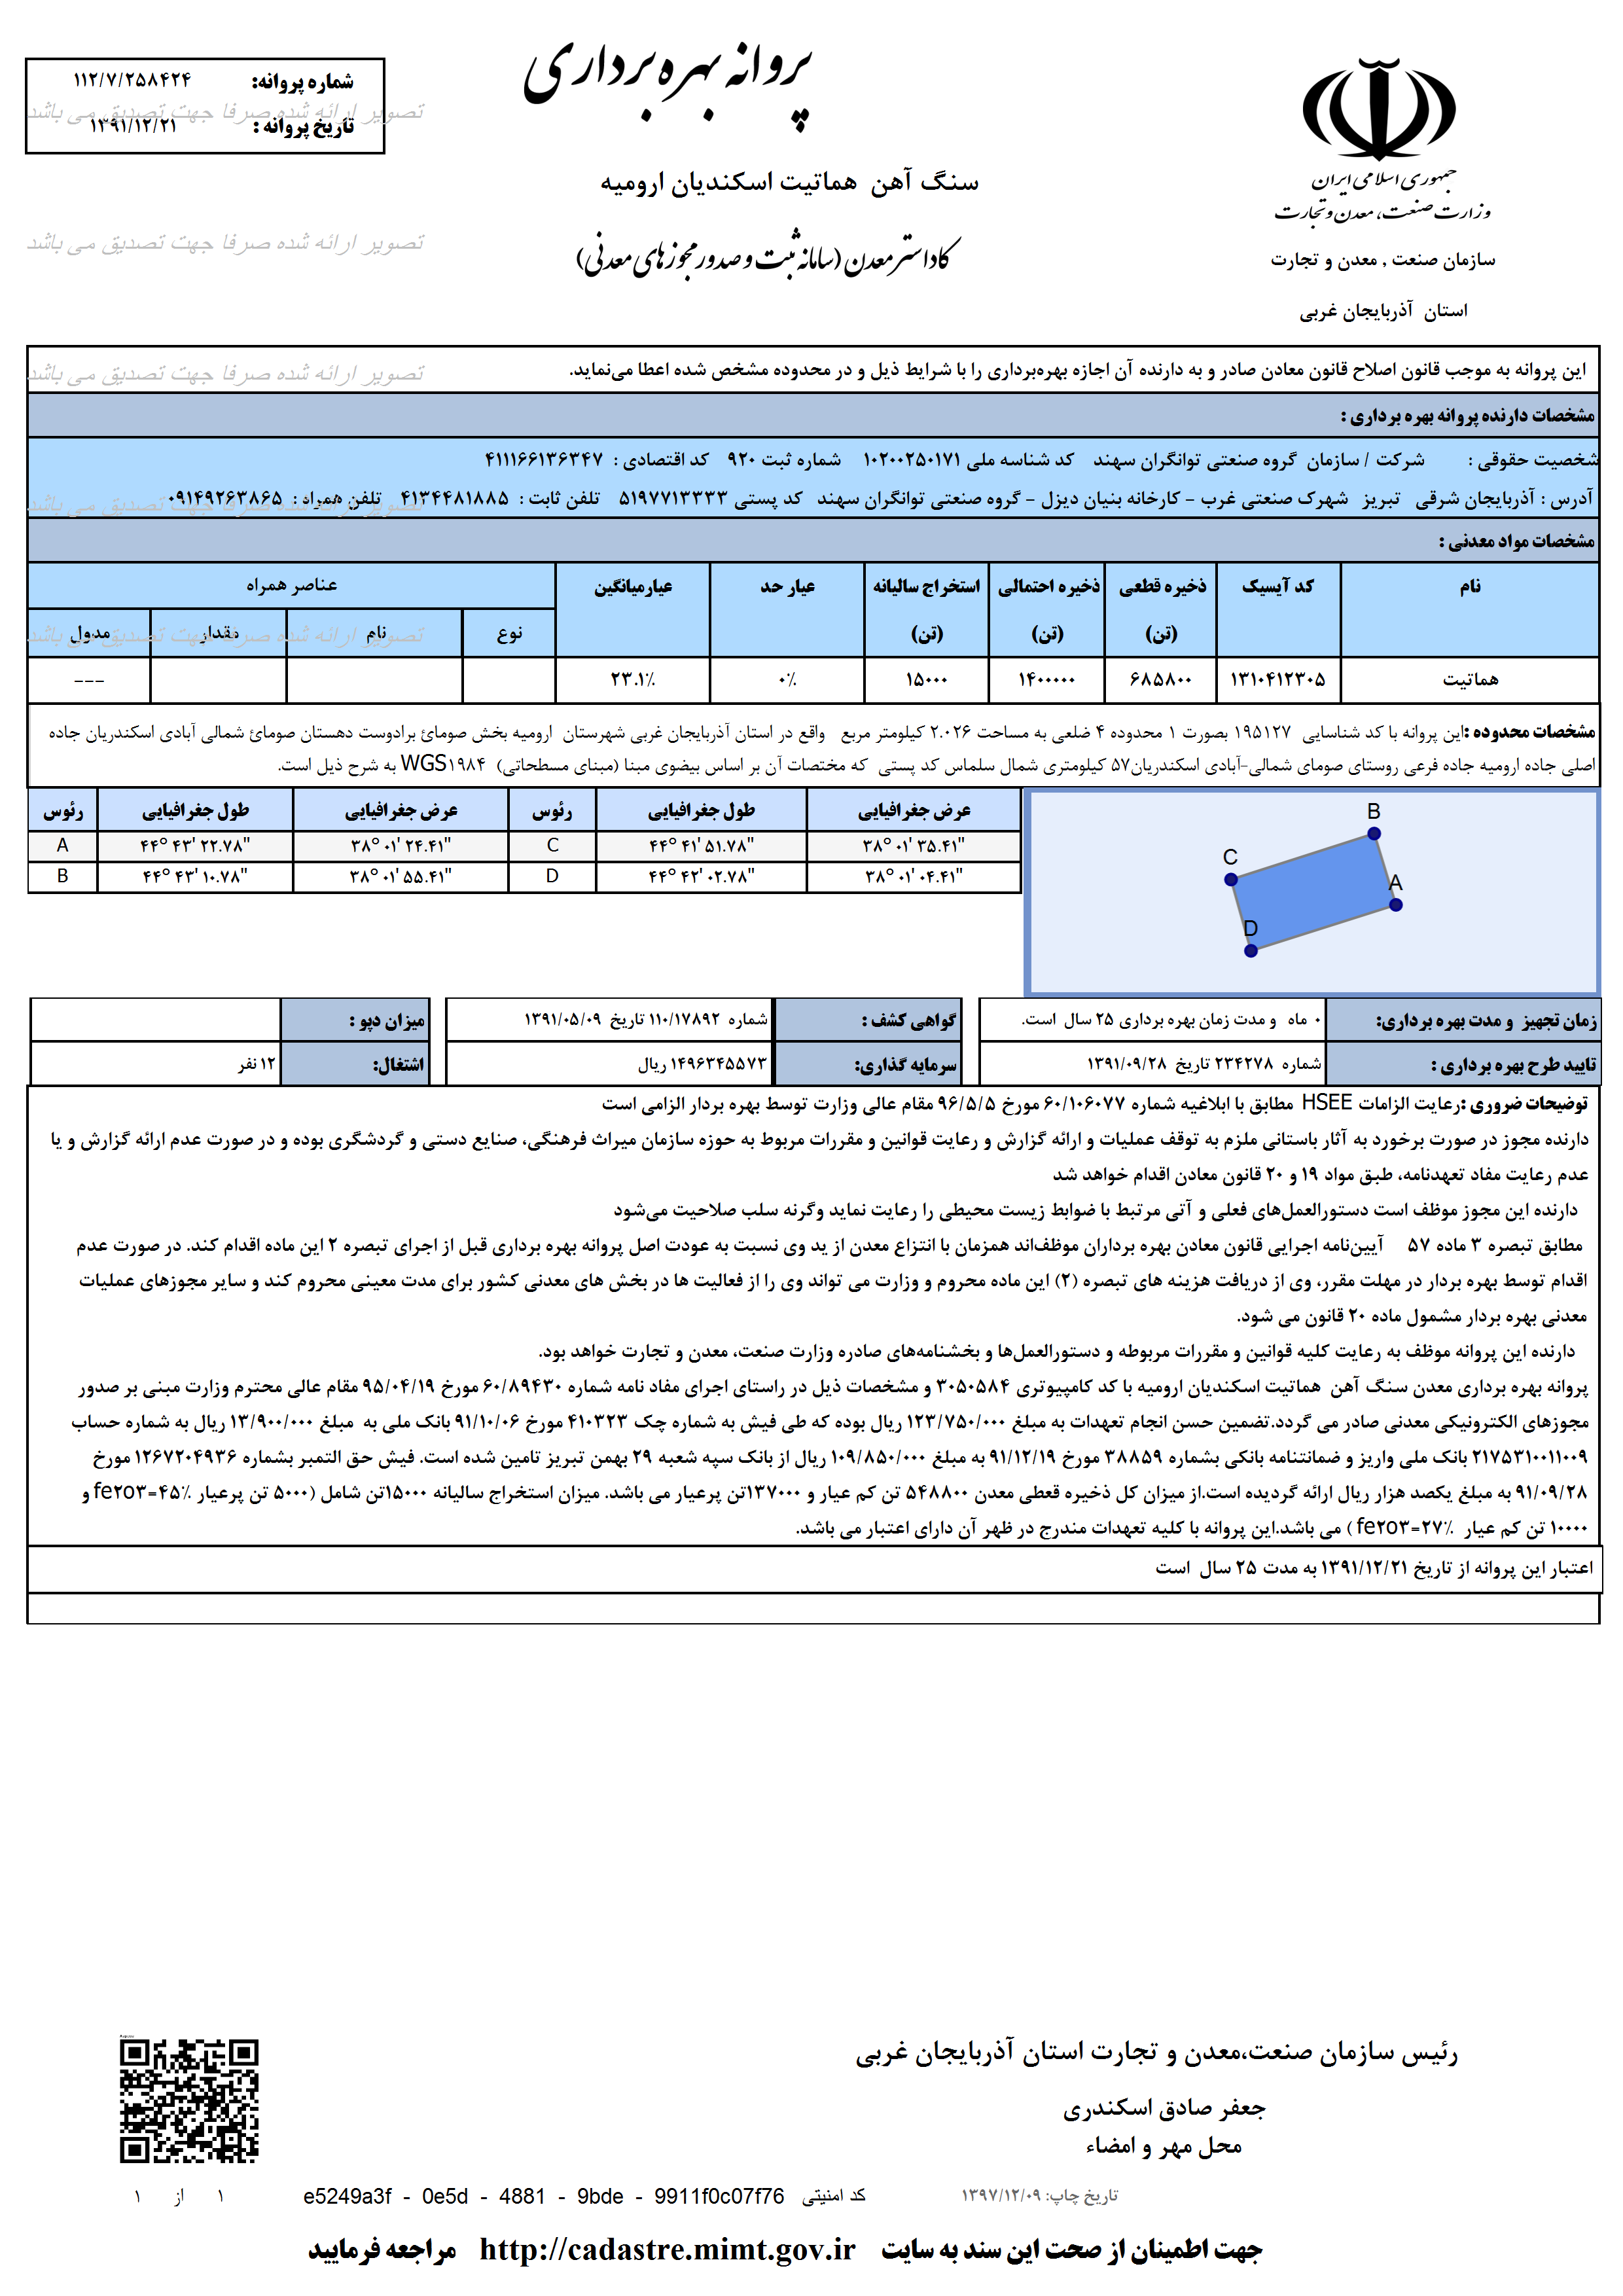 پروانه بهره برداری
سنگ آهن هماتیت اسکندیان ارومیه
کاداستر معدن (سامانه ثبت و صدور مجوزهای معدنی)
جمهوری اسلامی ایران
وزارت صنعت، معدن و تجارت
سازمان صنعت , معدن و تجارت
استان آذربایجان غربی
شماره پروانه: ۱۱۲/۷/۲۵۸۴۲۴
تاریخ پروانه : ۱۳۹۱/۱۲/۲۱
تصویر ارائه شده صرفا جهت تصدیق می باشد
تصویر ارائه شده صرفا جهت تصدیق می باشد
تصویر ارائه شده صرفا جهت تصدیق می باشد
این پروانه به موجب قانون اصلاح قانون معادن صادر و به دارنده آن اجازه بهره‌برداری را با شرایط ذیل و در محدوده مشخص شده اعطا می‌نماید.
مشخصات دارنده پروانه بهره برداری :
شخصیت حقوقی : شرکت / سازمان گروه صنعتی توانگران سهند کد شناسه ملی ۱۰۲۰۰۲۵۰۱۷۱ شماره ثبت ۹۲۰ کد اقتصادی : ۴۱۱۱۶۶۱۳۶۳۴۷
آدرس : آذربایجان شرقی تبریز شهرک صنعتی غرب - کارخانه بنیان دیزل - گروه صنعتی توانگران سهند کد پستی ۵۱۹۷۷۱۳۳۳۳ تلفن ثابت : ۴۱۳۴۴۸۱۸۸۵ تلفن همراه : ۰۹۱۴۹۲۶۳۸۶۵
تصویر ارائه شده صرفا جهت تصدیق می باشد
مشخصات مواد معدنی :
نام کد آیسیک ذخیره قطعی (تن) ذخیره احتمالی (تن) استخراج سالیانه (تن) عیار حد عیارمیانگین عناصر همراه
نوع نام مقدار مدول
تصویر ارائه شده صرفا جهت تصدیق می باشد
هماتیت ۱۳۱۰۴۱۲۳۰۵ ۶۸۵۸۰۰ ۱۴۰۰۰۰۰ ۱۵۰۰۰ ۰٪ ۲۳.۱٪ ---
مشخصات محدوده :این پروانه با کد شناسایی ۱۹۵۱۲۷ بصورت ۱ محدوده ۴ ضلعی به مساحت ۲.۰۲۶ کیلومتر مربع واقع در استان آذربایجان غربی شهرستان ارومیه بخش صومائ برادوست دهستان صومائ شمالی آبادی اسکندریان جاده
اصلی جاده ارومیه جاده فرعی روستای صومای شمالی-آبادی اسکندریان۵۷ کیلومتری شمال سلماس کد پستی که مختصات آن بر اساس بیضوی مبنا (مبنای مسطحاتی) WGS۱۹۸۴ به شرح ذیل است.
رئوس طول جغرافیایی عرض جغرافیایی رئوس طول جغرافیایی عرض جغرافیایی
A ۴۴° ۴۳' ۲۲.۷۸" ۳۸° ۰۱' ۲۴.۴۱" C ۴۴° ۴۱' ۵۱.۷۸" ۳۸° ۰۱' ۳۵.۴۱"
B ۴۴° ۴۳' ۱۰.۷۸" ۳۸° ۰۱' ۵۵.۴۱" D ۴۴° ۴۲' ۰۲.۷۸" ۳۸° ۰۱' ۰۴.۴۱"
B
C
A
D
زمان تجهیز و مدت بهره برداری: ۰ ماه و مدت زمان بهره برداری ۲۵ سال است. گواهی کشف : شماره ۱۱۰/۱۷۸۹۲ تاریخ ۱۳۹۱/۰۵/۰۹ میزان دپو :
تایید طرح بهره برداری : شماره ۲۳۴۲۷۸ تاریخ ۱۳۹۱/۰۹/۲۸ سرمایه گذاری: ۱۴۹۶۳۴۵۵۷۳ ریال اشتغال: ۱۲ نفر
توضیحات ضروری :رعایت الزامات HSEE مطابق با ابلاغیه شماره ۶۰/۱۰۶۰۷۷ مورخ ۹۶/۵/۵ مقام عالی وزارت توسط بهره بردار الزامی است
دارنده مجوز در صورت برخورد به آثار باستانی ملزم به توقف عملیات و ارائه گزارش و رعایت قوانین و مقررات مربوط به حوزه سازمان میراث فرهنگی، صنایع دستی و گردشگری بوده و در صورت عدم ارائه گزارش و یا
عدم رعایت مفاد تعهدنامه، طبق مواد ۱۹ و ۲۰ قانون معادن اقدام خواهد شد
دارنده این مجوز موظف است دستورالعمل‌های فعلی و آتی مرتبط با ضوابط زیست محیطی را رعایت نماید وگرنه سلب صلاحیت می‌شود
مطابق تبصره ۳ ماده ۵۷ آیین‌نامه اجرایی قانون معادن بهره برداران موظف‌اند همزمان با انتزاع معدن از ید وی نسبت به عودت اصل پروانه بهره برداری قبل از اجرای تبصره ۲ این ماده اقدام کند. در صورت عدم
اقدام توسط بهره بردار در مهلت مقرر، وی از دریافت هزینه های تبصره (۲) این ماده محروم و وزارت می تواند وی را از فعالیت ها در بخش های معدنی کشور برای مدت معینی محروم کند و سایر مجوزهای عملیات
معدنی بهره بردار مشمول ماده ۲۰ قانون می شود.
دارنده این پروانه موظف به رعایت کلیه قوانین و مقررات مربوطه و دستورالعمل‌ها و بخشنامه‌های صادره وزارت صنعت، معدن و تجارت خواهد بود.
پروانه بهره برداری معدن سنگ آهن هماتیت اسکندیان ارومیه با کد کامپیوتری ۳۰۵۰۵۸۴ و مشخصات ذیل در راستای اجرای مفاد نامه شماره ۶۰/۸۹۴۳۰ مورخ ۹۵/۰۴/۱۹ مقام عالی محترم وزارت مبنی بر صدور
مجوزهای الکترونیکی معدنی صادر می گردد.تضمین حسن انجام تعهدات به مبلغ ۱۲۳/۷۵۰/۰۰۰ ریال بوده که طی فیش به شماره چک ۴۱۰۳۲۳ مورخ ۹۱/۱۰/۰۶ بانک ملی به مبلغ ۱۳/۹۰۰/۰۰۰ ریال به شماره حساب
۲۱۷۵۳۱۰۰۱۱۰۰۹ بانک ملی واریز و ضمانتنامه بانکی بشماره ۳۸۸۵۹ مورخ ۹۱/۱۲/۱۹ به مبلغ ۱۰۹/۸۵۰/۰۰۰ ریال از بانک سپه شعبه ۲۹ بهمن تبریز تامین شده است. فیش حق التمبر بشماره ۱۲۶۷۲۰۴۹۳۶ مورخ
۹۱/۰۹/۲۸ به مبلغ یکصد هزار ریال ارائه گردیده است.از میزان کل ذخیره قعطی معدن ۵۴۸۸۰۰ تن کم عیار و ۱۳۷۰۰۰تن پرعیار می باشد. میزان استخراج سالیانه ۱۵۰۰۰تن شامل (۵۰۰۰ تن پرعیار fe۲o۳=۴۵٪ و
۱۰۰۰۰ تن کم عیار fe۲o۳=۲۷٪ ) می باشد.این پروانه با کلیه تعهدات مندرج در ظهر آن دارای اعتبار می باشد.
اعتبار این پروانه از تاریخ ۱۳۹۱/۱۲/۲۱ به مدت ۲۵ سال است
رئیس سازمان صنعت،معدن و تجارت استان آذربایجان غربی
جعفر صادق اسکندری
محل مهر و امضاء
تاریخ چاپ: ۱۳۹۷/۱۲/۰۹ کد امنیتی e5249a3f - 0e5d - 4881 - 9bde - 9911f0c07f76 ۱ از ۱
جهت اطمینان از صحت این سند به سایت http://cadastre.mimt.gov.ir مراجعه فرمایید